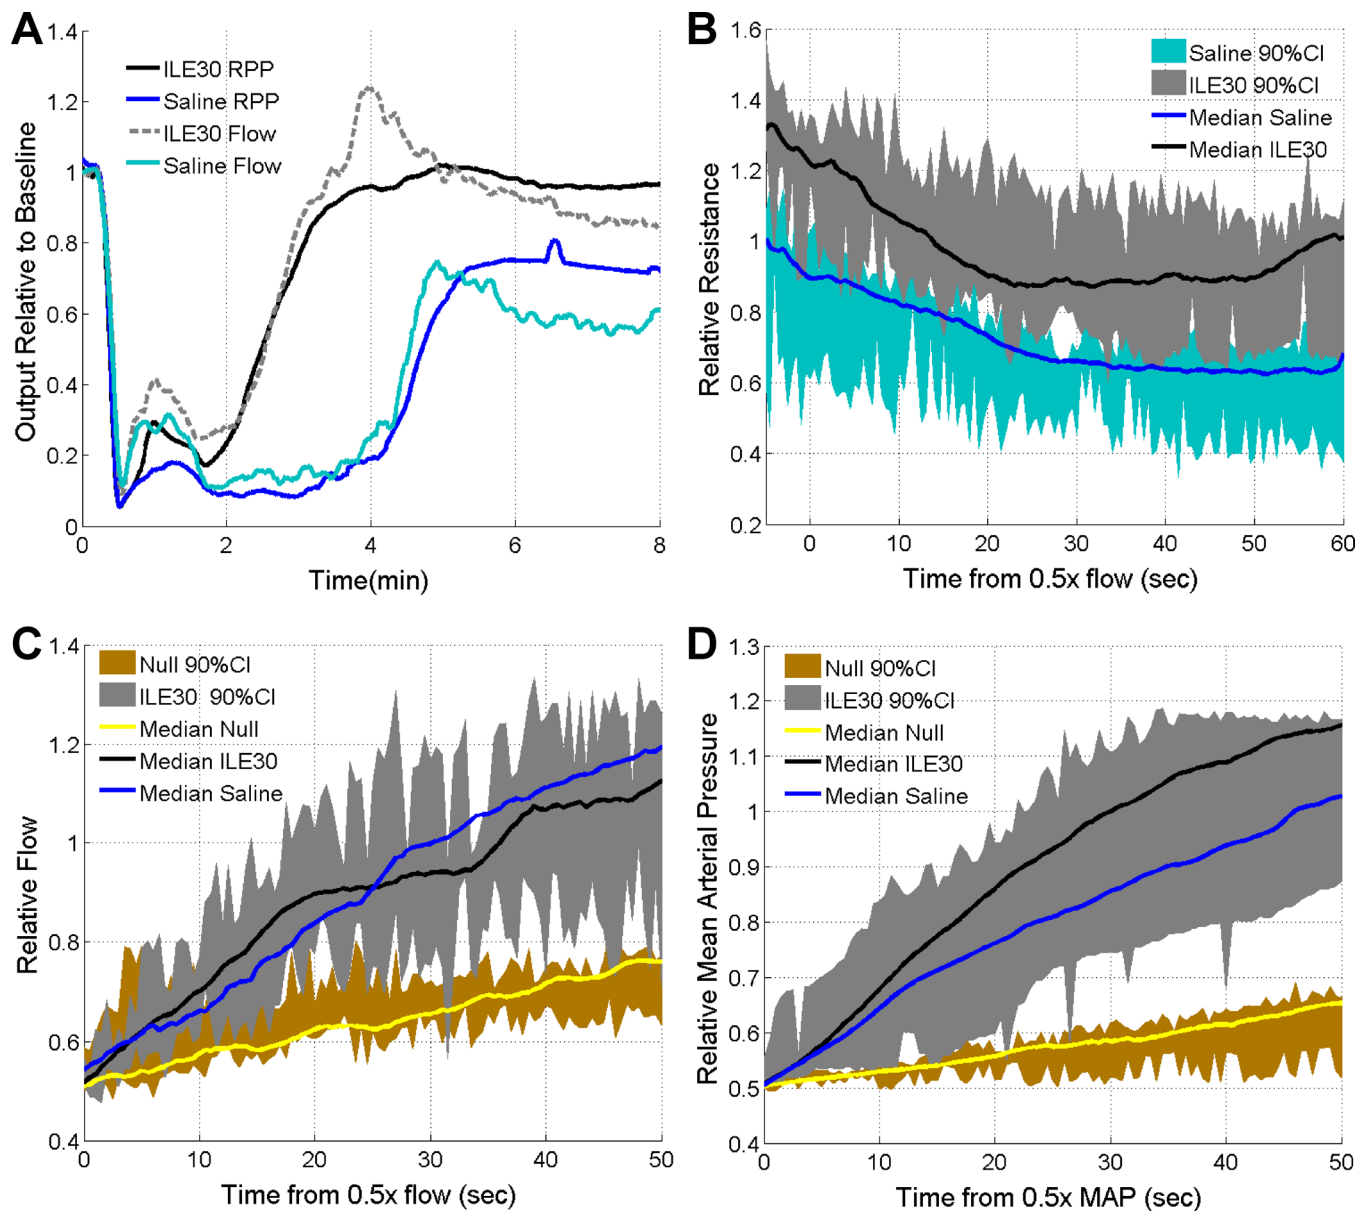 A
1.4
1.2
1
0.8
0.6
0.4
0.2
0
0
2
4
6
8
Output Relative to Baseline
Time(min)
ILE30 RPP
Saline RPP
ILE30 Flow
Saline Flow
B
1.6
1.4
1.2
1
0.8
0.6
0.4
0.2
0
10
20
30
40
50
60
Relative Resistance
Time from 0.5x flow (sec)
Saline 90%CI
ILE30 90%CI
Median Saline
Median ILE30
C
1.4
1.2
1
0.8
0.6
0.4
0
10
20
30
40
50
Relative Flow
Time from 0.5x flow (sec)
Null 90%CI
ILE30 90%CI
Median Null
Median ILE30
Median Saline
D
1.3
1.2
1.1
1
0.9
0.8
0.7
0.6
0.5
0.4
0
10
20
30
40
50
Relative Mean Arterial Pressure
Time from 0.5x MAP (sec)
Null 90%CI
ILE30 90%CI
Median Null
Median ILE30
Median Saline